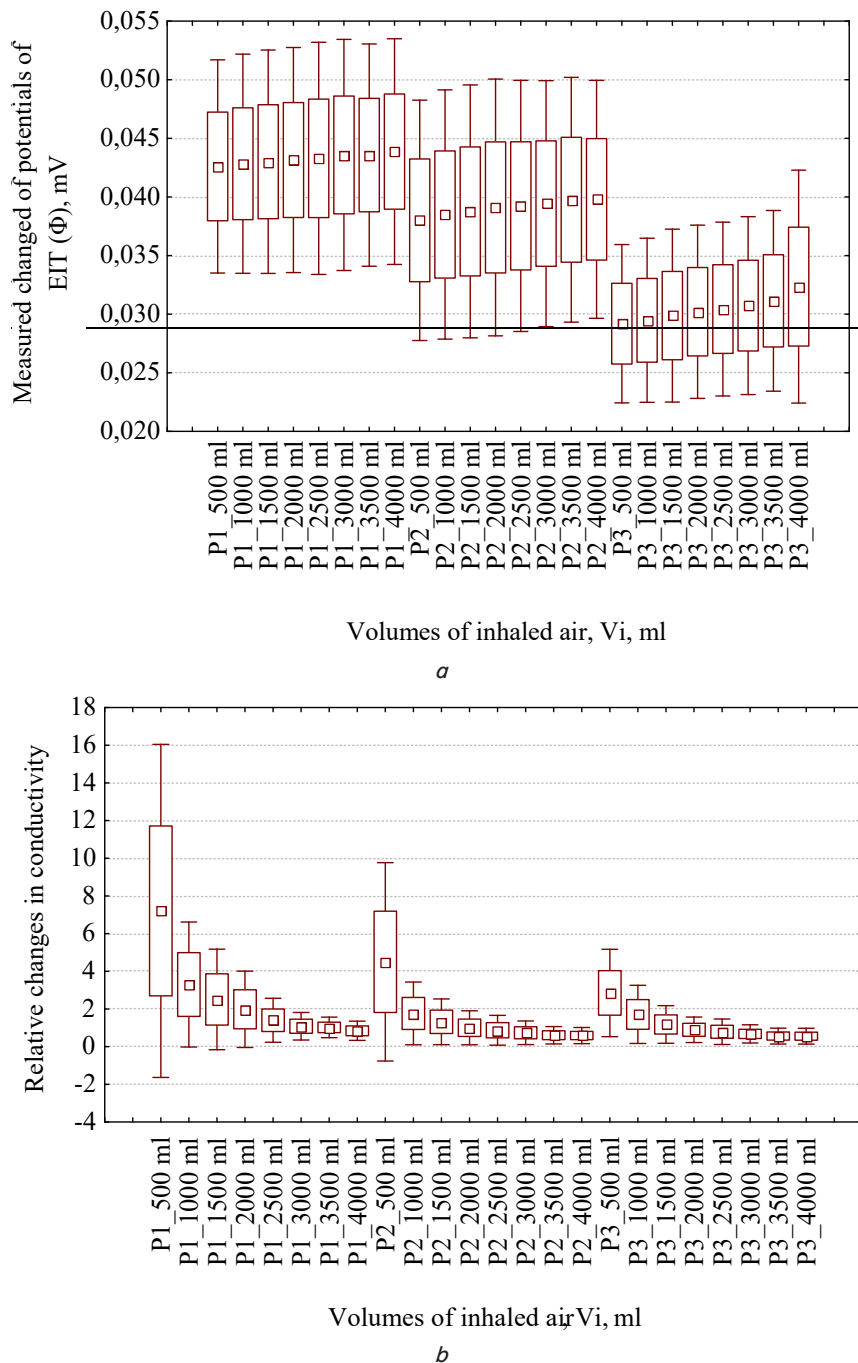 Measured changed of potentials of
EIT (Φ), mV
0,055
0,050
0,045
0,040
0,035
0,030
0,025
0,020
P1_500 ml
P1_1000 ml
P1_1500 ml
P1_2000 ml
P1_2500 ml
P1_3000 ml
P1_3500 ml
P1_4000 ml
P2_500 ml
P2_1000 ml
P2_1500 ml
P2_2000 ml
P2_2500 ml
P2_3000 ml
P2_3500 ml
P2_4000 ml
P3_500 ml
P3_1000 ml
P3_1500 ml
P3_2000 ml
P3_2500 ml
P3_3000 ml
P3_3500 ml
P3_4000 ml
Volumes of inhaled air, Vi, ml
a
Relative changes in conductivity
18
16
14
12
10
8
6
4
2
0
-2
-4
P1_500 ml
P1_1000 ml
P1_1500 ml
P1_2000 ml
P1_2500 ml
P1_3000 ml
P1_3500 ml
P1_4000 ml
P2_500 ml
P2_1000 ml
P2_1500 ml
P2_2000 ml
P2_2500 ml
P2_3000 ml
P2_3500 ml
P2_4000 ml
P3_500 ml
P3_1000 ml
P3_1500 ml
P3_2000 ml
P3_2500 ml
P3_3000 ml
P3_3500 ml
P3_4000 ml
Volumes of inhaled air, Vi, ml
b